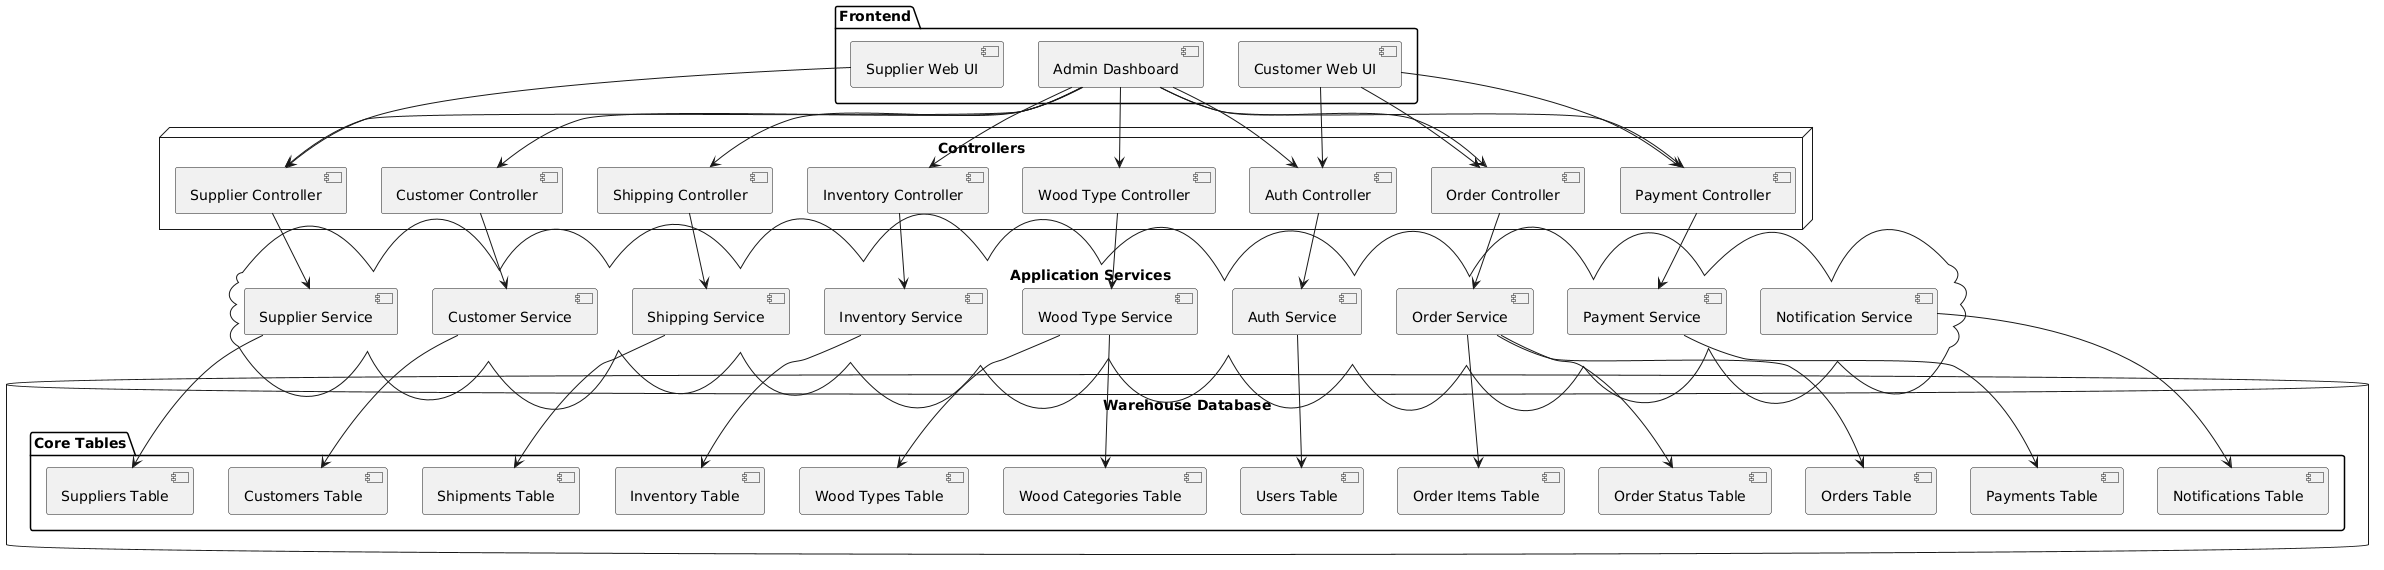 Frontend
Supplier Web UI
Admin Dashboard
Customer Web UI
Controllers
Supplier Controller
Customer Controller
Shipping Controller
Inventory Controller
Wood Type Controller
Auth Controller
Order Controller
Payment Controller
Application Services
Supplier Service
Customer Service
Shipping Service
Inventory Service
Wood Type Service
Auth Service
Order Service
Payment Service
Notification Service
Warehouse Database
Core Tables
Suppliers Table
Customers Table
Shipments Table
Inventory Table
Wood Types Table
Wood Categories Table
Users Table
Order Items Table
Order Status Table
Orders Table
Payments Table
Notifications Table